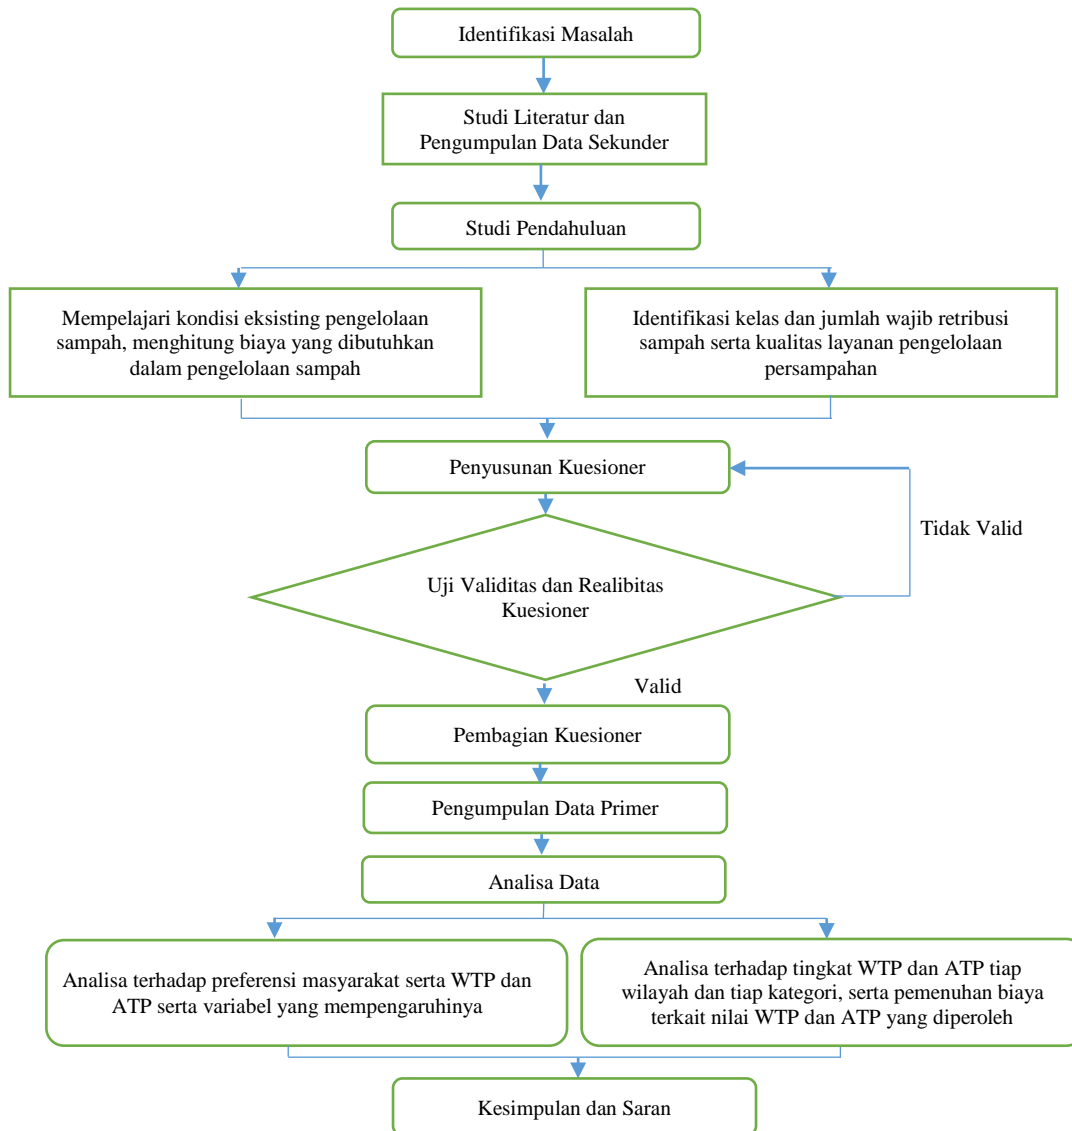 Identifikasi Masalah
Studi Literatur dan
Pengumpulan Data Sekunder
Studi Pendahuluan
Mempelajari kondisi eksisting pengelolaan
sampah, menghitung biaya yang dibutuhkan
dalam pengelolaan sampah
Identifikasi kelas dan jumlah wajib retribusi
sampah serta kualitas layanan pengelolaan
persampahan
Penyusunan Kuesioner
Tidak Valid
Uji Validitas dan Realibitas
Kuesioner
Valid
Pembagian Kuesioner
Pengumpulan Data Primer
Analisa Data
Analisa terhadap preferensi masyarakat serta WTP dan
ATP serta variabel yang mempengaruhinya
Analisa terhadap tingkat WTP dan ATP tiap
wilayah dan tiap kategori, serta pemenuhan biaya
terkait nilai WTP dan ATP yang diperoleh
Kesimpulan dan Saran